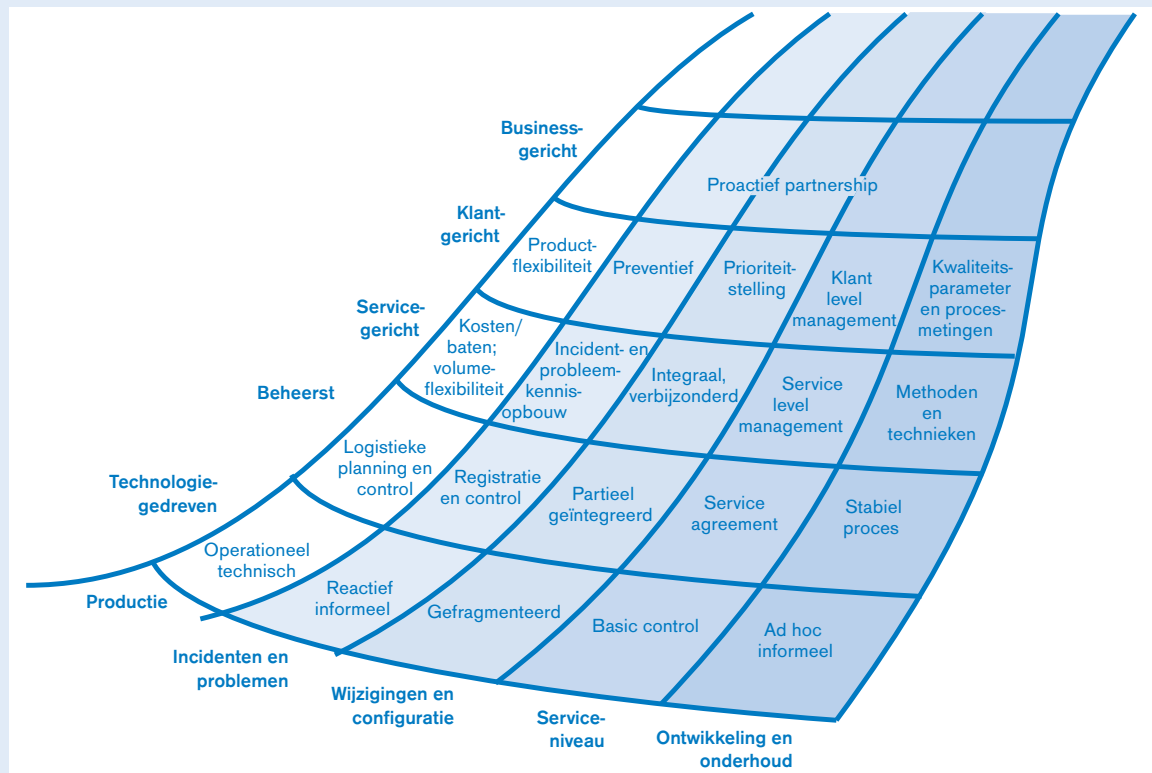 Business-
gericht
Proactief partnership
Klant-
gericht
Product-
flexibiliteit
Preventief
Prioriteit-
stelling
Klant
level
management
Kwaliteits-
parameter
en proces-
metingen
Service-
gericht
Kosten/
baten;
volume-
flexibiliteit
Incident- en
probleem-
kennis-
opbouw
Integraal,
verbijzonderd
Service
level
management
Methoden
en
technieken
Beheerst
Logistieke
planning en
control
Registratie
en control
Partieel
geïntegreerd
Service
agreement
Stabiel
proces
Technologie-
gedreven
Operationeel
technisch
Reactief
informeel
Gefragmenteerd
Basic control
Ad hoc
informeel
Productie
Incidenten en
problemen
Wijzigingen en
configuratie
Service-
niveau
Ontwikkeling en
onderhoud